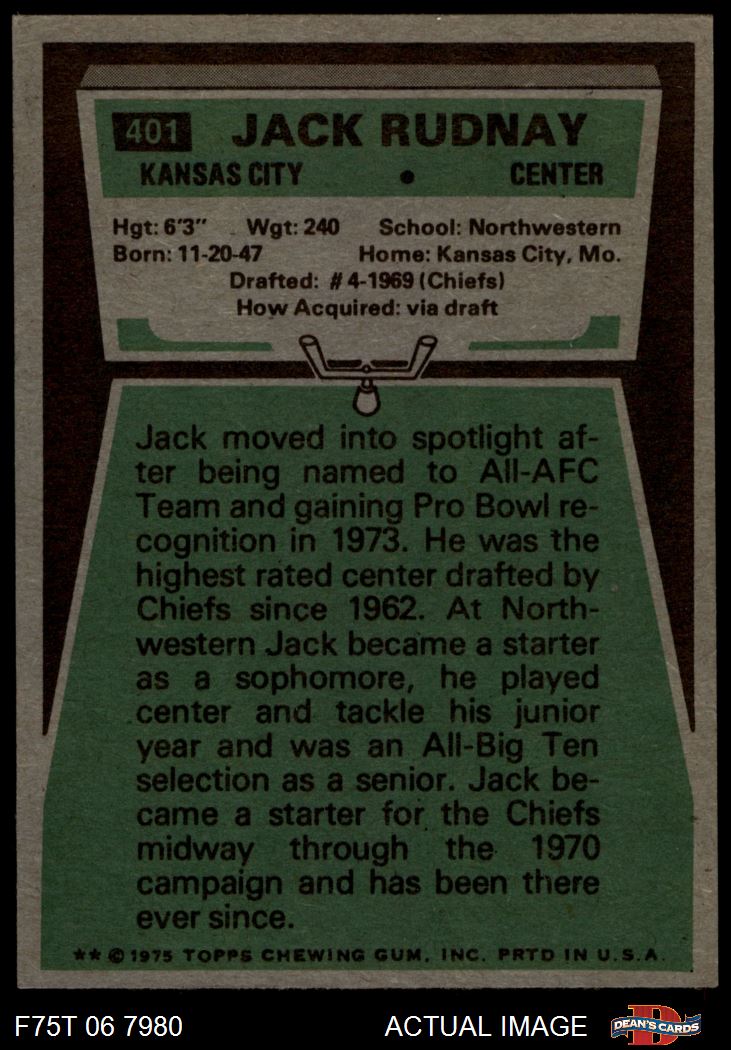 401 JACK RUDNAY
KANSAS CITY • CENTER
Hgt: 6'3" Wgt: 240 School: Northwestern
Born: 11-20-47 Home: Kansas City, Mo.
Drafted: #4-1969 (Chiefs)
How Acquired: via draft
Jack moved into spotlight af-
ter being named to All-AFC
Team and gaining Pro Bowl re-
cognition in 1973. He was the
highest rated center drafted by
Chiefs since 1962. At North-
western Jack became a starter
as a sophomore, he played
center and tackle his junior
year and was an All-Big Ten
selection as a senior. Jack be-
came a starter for the Chiefs
midway through the 1970
campaign and has been there
ever since.
** © 1975 TOPPS CHEWING GUM, INC. PRTD IN U.S.A.
F75T 06 7980 ACTUAL IMAGE D DEAN'S CARDS